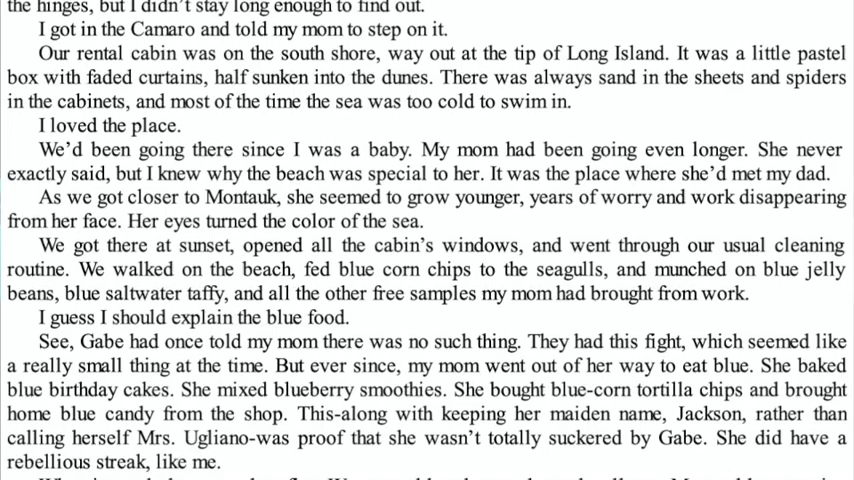 the hinges, but I didn't stay long enough to find out.
I got in the Camaro and told my mom to step on it.
Our rental cabin was on the south shore, way out at the tip of Long Island. It was a little pastel
box with faded curtains, half sunken into the dunes. There was always sand in the sheets and spiders
in the cabinets, and most of the time the sea was too cold to swim in.
I loved the place.
We'd been going there since I was a baby. My mom had been going even longer. She never
exactly said, but I knew why the beach was special to her. It was the place where she'd met my dad.
As we got closer to Montauk, she seemed to grow younger, years of worry and work disappearing
from her face. Her eyes turned the color of the sea.
We got there at sunset, opened all the cabin's windows, and went through our usual cleaning
routine. We walked on the beach, fed blue corn chips to the seagulls, and munched on blue jelly
beans, blue saltwater taffy, and all the other free samples my mom had brought from work.
I guess I should explain the blue food.
See, Gabe had once told my mom there was no such thing. They had this fight, which seemed like
a really small thing at the time. But ever since, my mom went out of her way to eat blue. She baked
blue birthday cakes. She mixed blueberry smoothies. She bought blue-corn tortilla chips and brought
home blue candy from the shop. This-along with keeping her maiden name, Jackson, rather than
calling herself Mrs. Ugliano-was proof that she wasn't totally suckered by Gabe. She did have a
rebellious streak, like me.